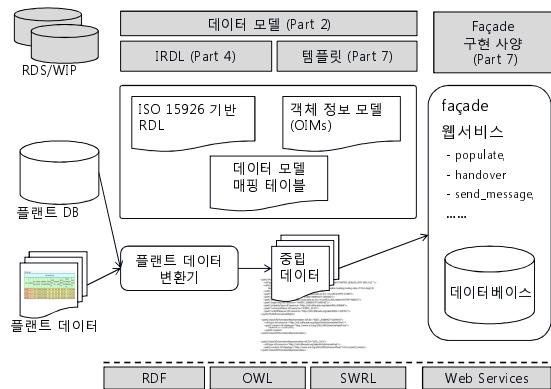 데이터 모델 (Part 2)
Façade
구현 사양
(Part 7)
IRDL (Part 4)
템플릿 (Part 7)
RDS/WIP
ISO 15926 기반
RDL
객체 정보 모델
(OIMs)
데이터 모델
매핑 테이블
façade
웹서비스
- populate,
- handover
- send_message,
……
플랜트 DB
플랜트 데이터
변환기
중립
데이터
데이터베이스
플랜트 데이터
RDF
OWL
SWRL
Web Services